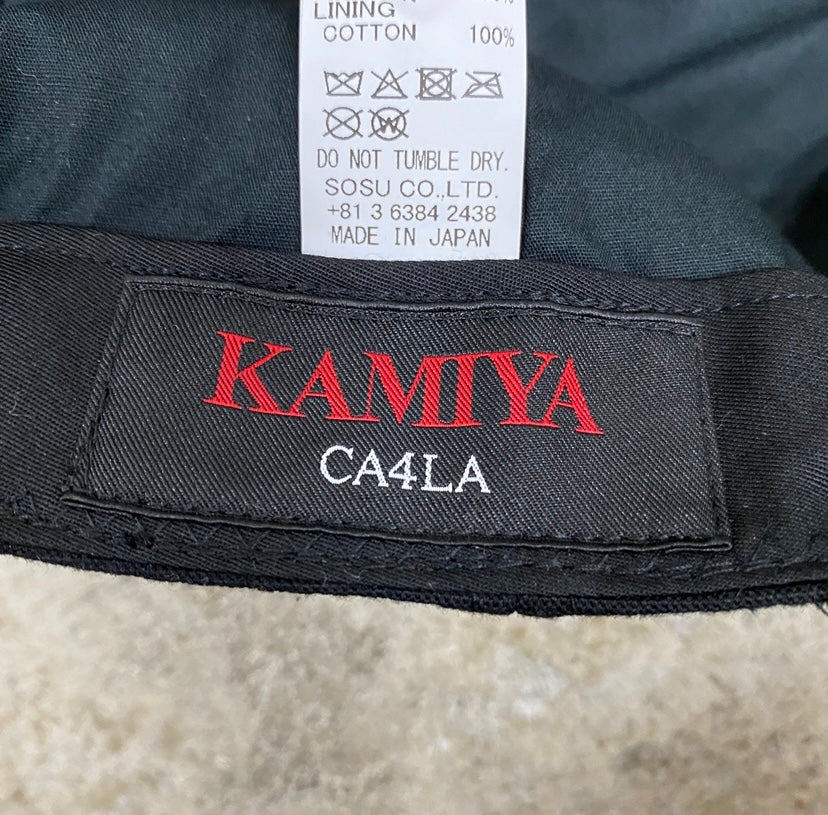 LINING
COTTON 100%
DO NOT TUMBLE DRY.
SOSU CO.,LTD.
+81 3 6384 2438
MADE IN JAPAN
KAMIYA
CA4LA